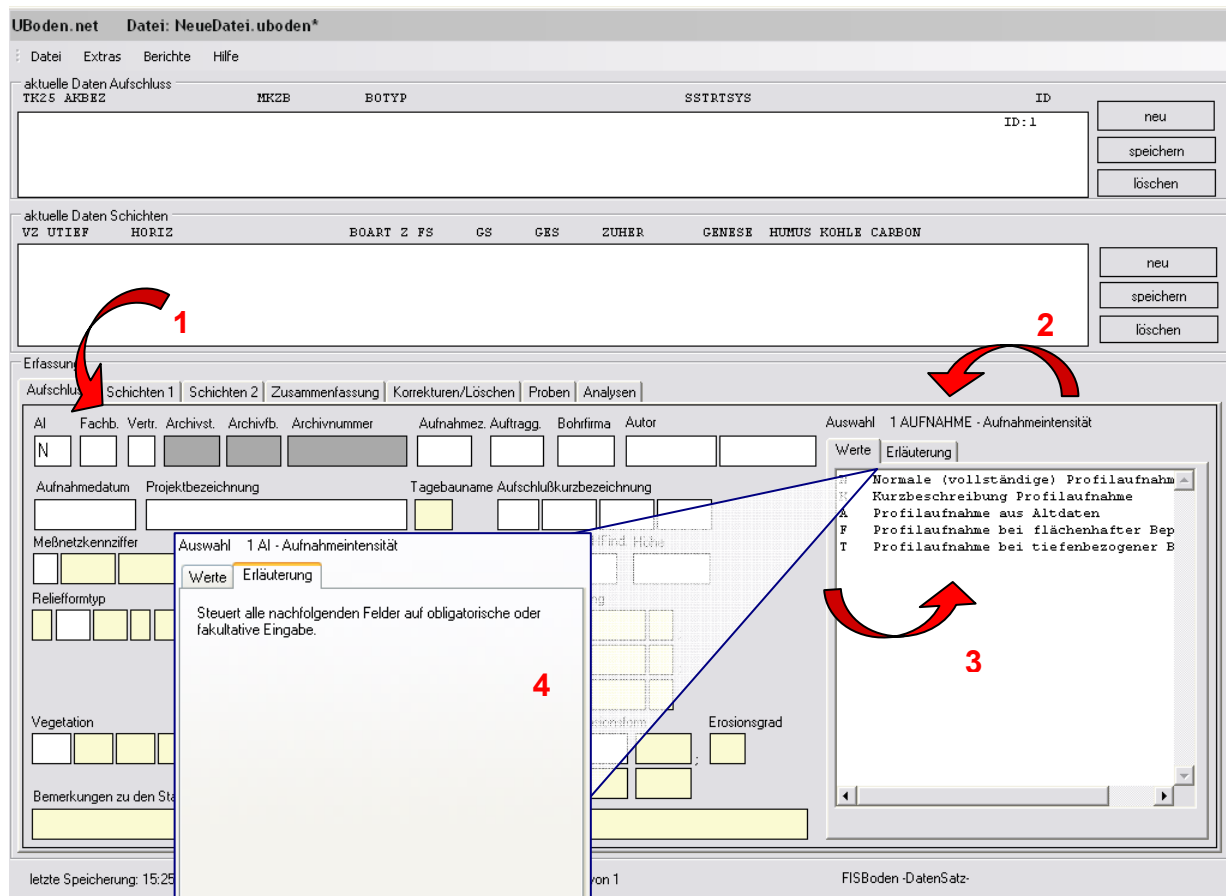 UBoden.net Datei: NeueDatei.uboden*
Datei Extras Berichte Hilfe
aktuelle Daten Aufschluss
TK25 AKBEZ MKZB BOTYP SSTRTSYS ID
ID:1
neu
speichern
löschen
aktuelle Daten Schichten
VZ UTIEF HORIZ BOART Z FS GS GES ZUHER GENESE HUMUS KOHLE CARBON
neu
speichern
löschen
1
2
Erfassung
Aufschluss Schichten 1 Schichten 2 Zusammenfassung Korrekturen/Löschen Proben Analysen
AI Fachb. Vertr. Archivst. Archivfb. Archivnummer Aufnahmez. Auftragg. Bohrfirma Autor
N
Auswahl 1 AUFNAHME - Aufnahmeintensität
Werte Erläuterung
N Normale (vollständige) Profilaufnahm
K Kurzbeschreibung Profilaufnahme
A Profilaufnahme aus Altdaten
F Profilaufnahme bei flächenhafter Bep
T Profilaufnahme bei tiefenbezogener B
3
Aufnahmedatum Projektbezeichnung Tagebauname Aufschlußkurzbezeichnung
Meßnetzkennziffer
Höhe
Relieformtyp
Auswahl 1 AI - Aufnahmeintensität
Werte Erläuterung
Steuert alle nachfolgenden Felder auf obligatorische oder
fakultative Eingabe.
4
Vegetation
Erosionsgrad
;
Bemerkungen zu den Sta
letzte Speicherung: 15:25
von 1
FISBoden -DatenSatz-